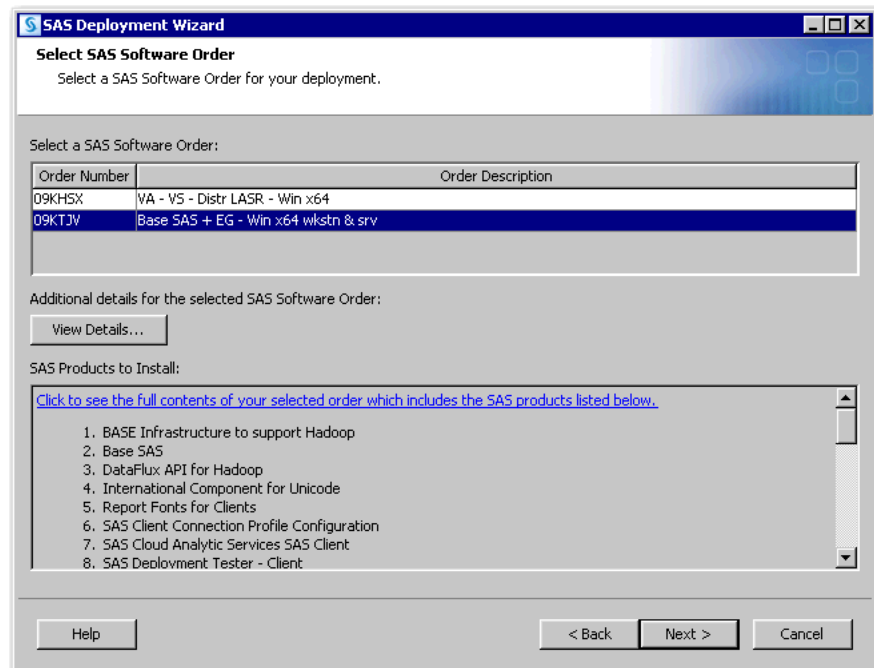 SAS Deployment Wizard
Select SAS Software Order
Select a SAS Software Order for your deployment.
Select a SAS Software Order:
Order Number Order Description
09KHSX VA - VS - Distr LASR - Win x64
09KTJV Base SAS + EG - Win x64 wkstn & srv
Additional details for the selected SAS Software Order:
View Details...
SAS Products to Install:
Click to see the full contents of your selected order which includes the SAS products listed below.
1. BASE Infrastructure to support Hadoop
2. Base SAS
3. DataFlux API for Hadoop
4. International Component for Unicode
5. Report Fonts for Clients
6. SAS Client Connection Profile Configuration
7. SAS Cloud Analytic Services SAS Client
8. SAS Deployment Tester - Client
Help < Back Next > Cancel